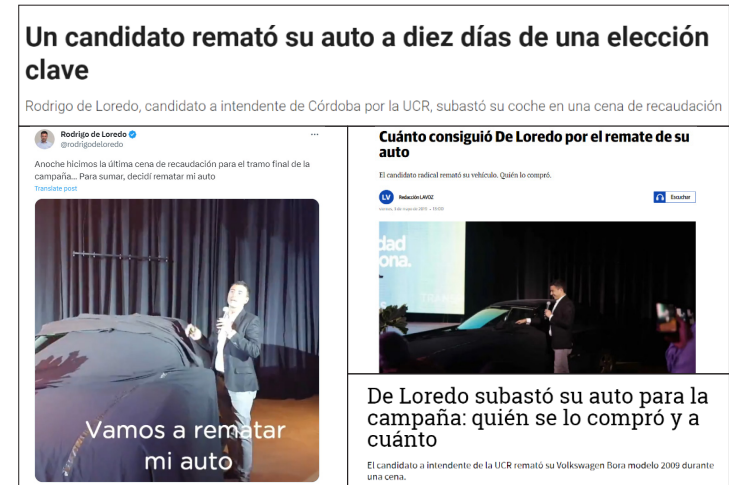 Un candidato remató su auto a diez días de una elección
clave
Rodrigo de Loredo, candidato a intendente de Córdoba por la UCR, subastó su coche en una cena de recaudación
Rodrigo de Loredo
@rodrigodeloredo
...
Anoche hicimos la última cena de recaudación para el tramo final de la
campaña... Para sumar, decidí rematar mi auto
Translate post
Vamos a rematar
mi auto
Cuánto consiguió De Loredo por el remate de su
auto
El candidato radical remató su vehículo. Quién lo compró.
LV
Redacción LAVOZ
Escuchar
dad
ona.
De Loredo subastó su auto para la
campaña: quién se lo compró y a
cuánto
El candidato a intendente de la UCR remató su Volkswagen Bora modelo 2009 durante
una cena.